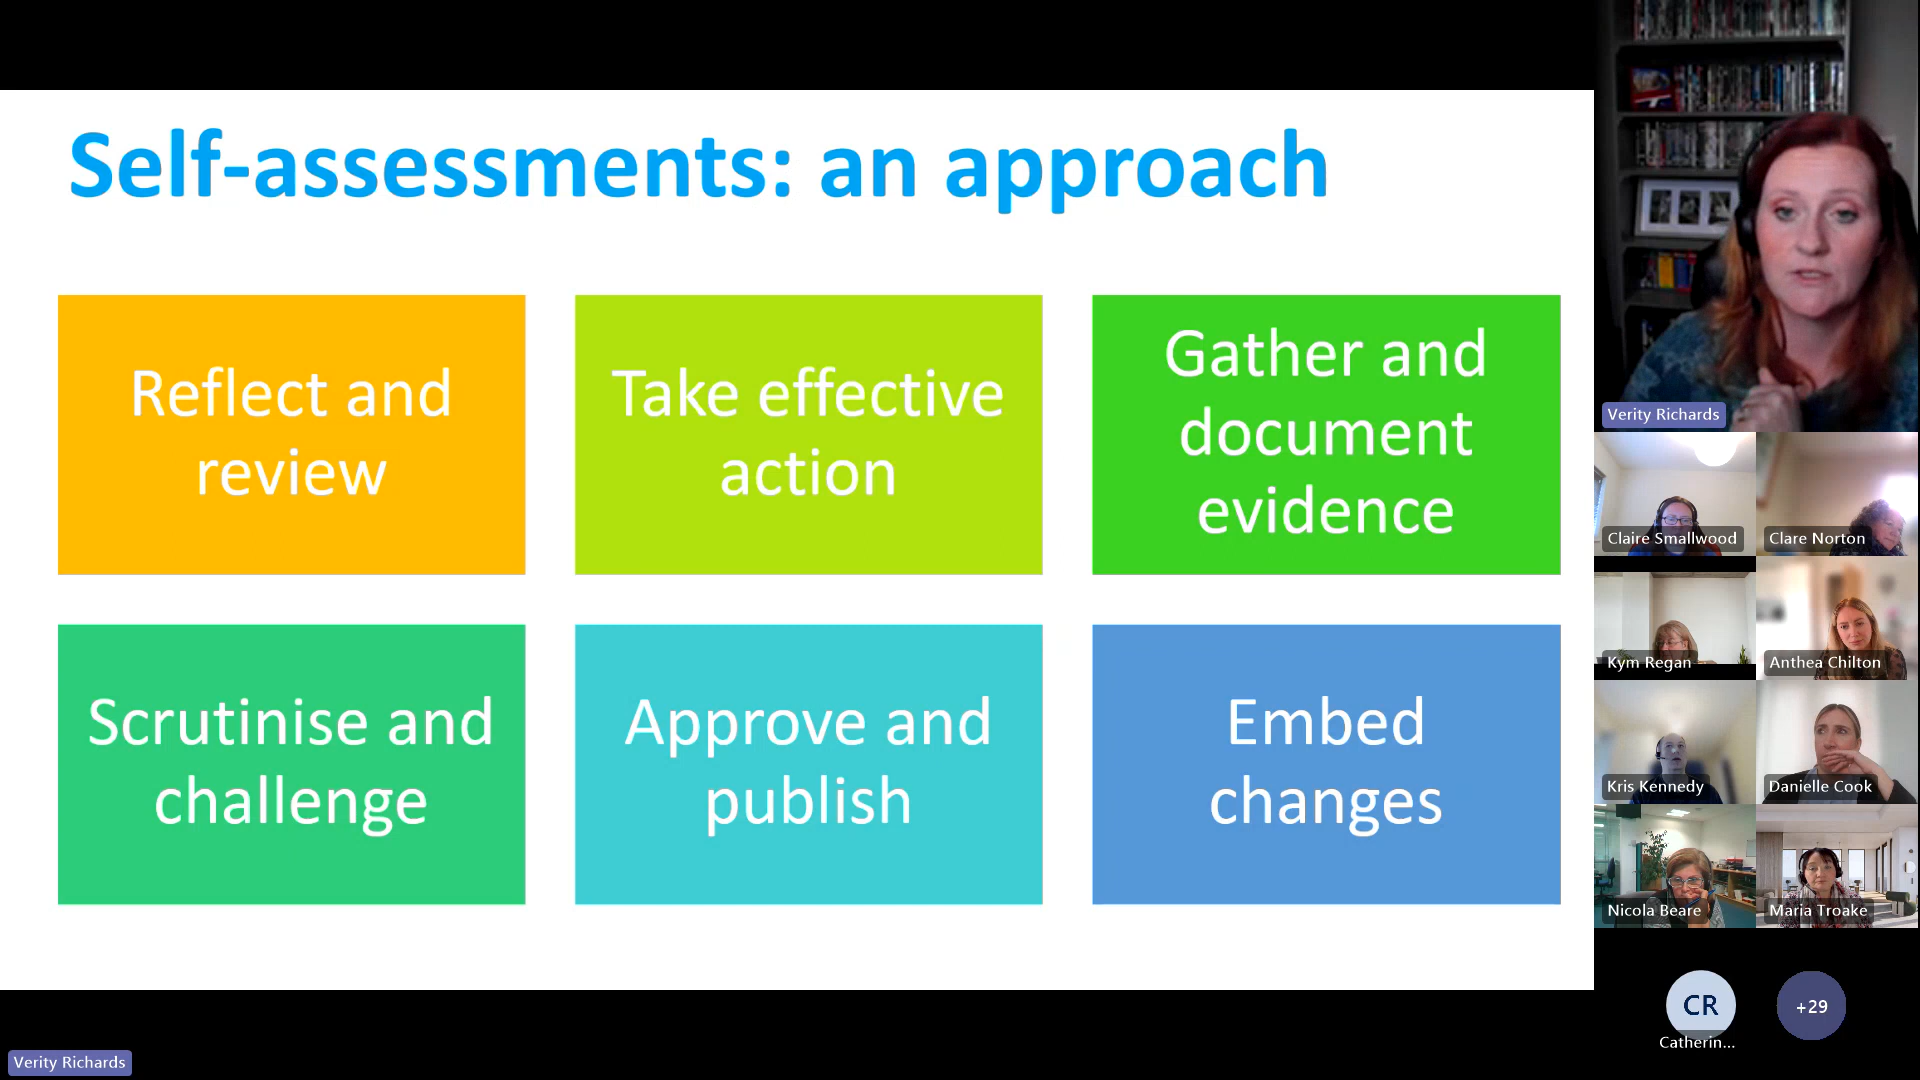 Self-assessments: an approach
Reflect and
review
Take effective
action
Gather and
document
evidence
Scrutinise and
challenge
Approve and
publish
Embed
changes
Verity Richards
Claire Smallwood
Clare Norton
Kym Regan
Anthea Chilton
Kris Kennedy
Danielle Cook
Nicola Beare
Maria Troake
CR
Catherin...
+29
Verity Richards